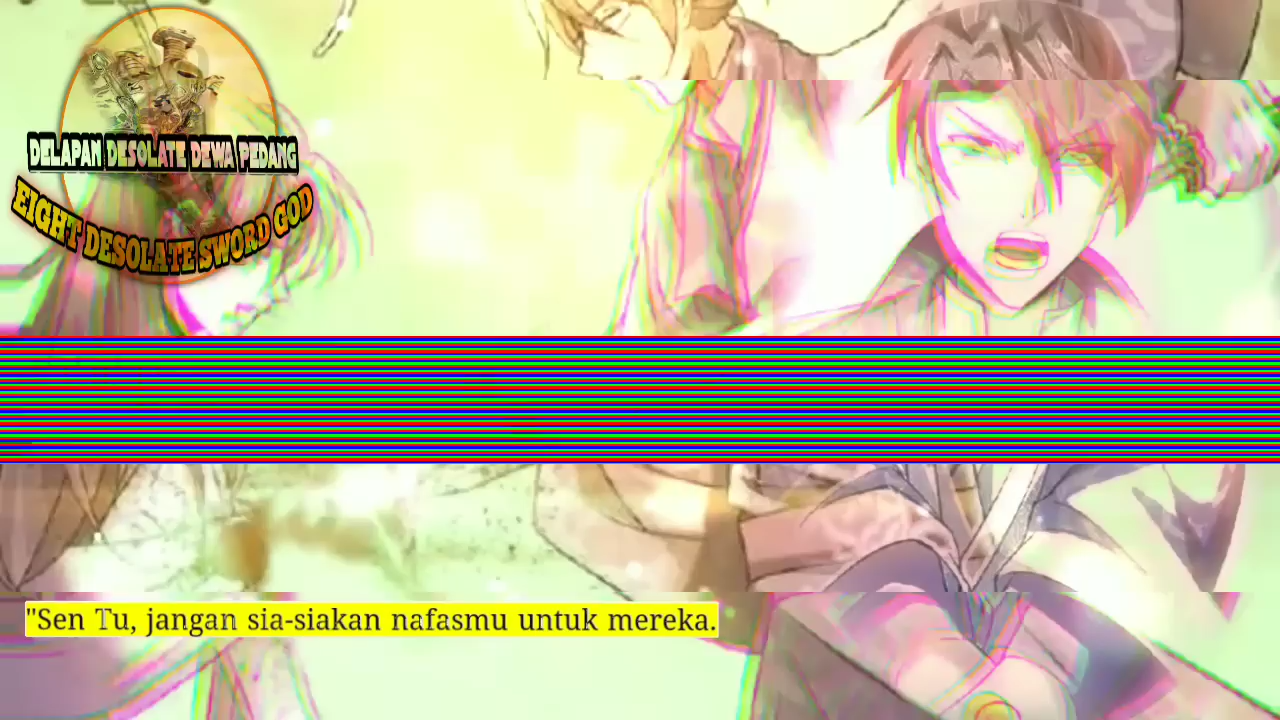 DELAPAN DESOLATE DEWA PEDANG
EIGHT DESOLATE SWORD GOD
"Sen Tu, jangan sia-siakan nafasmu untuk mereka.